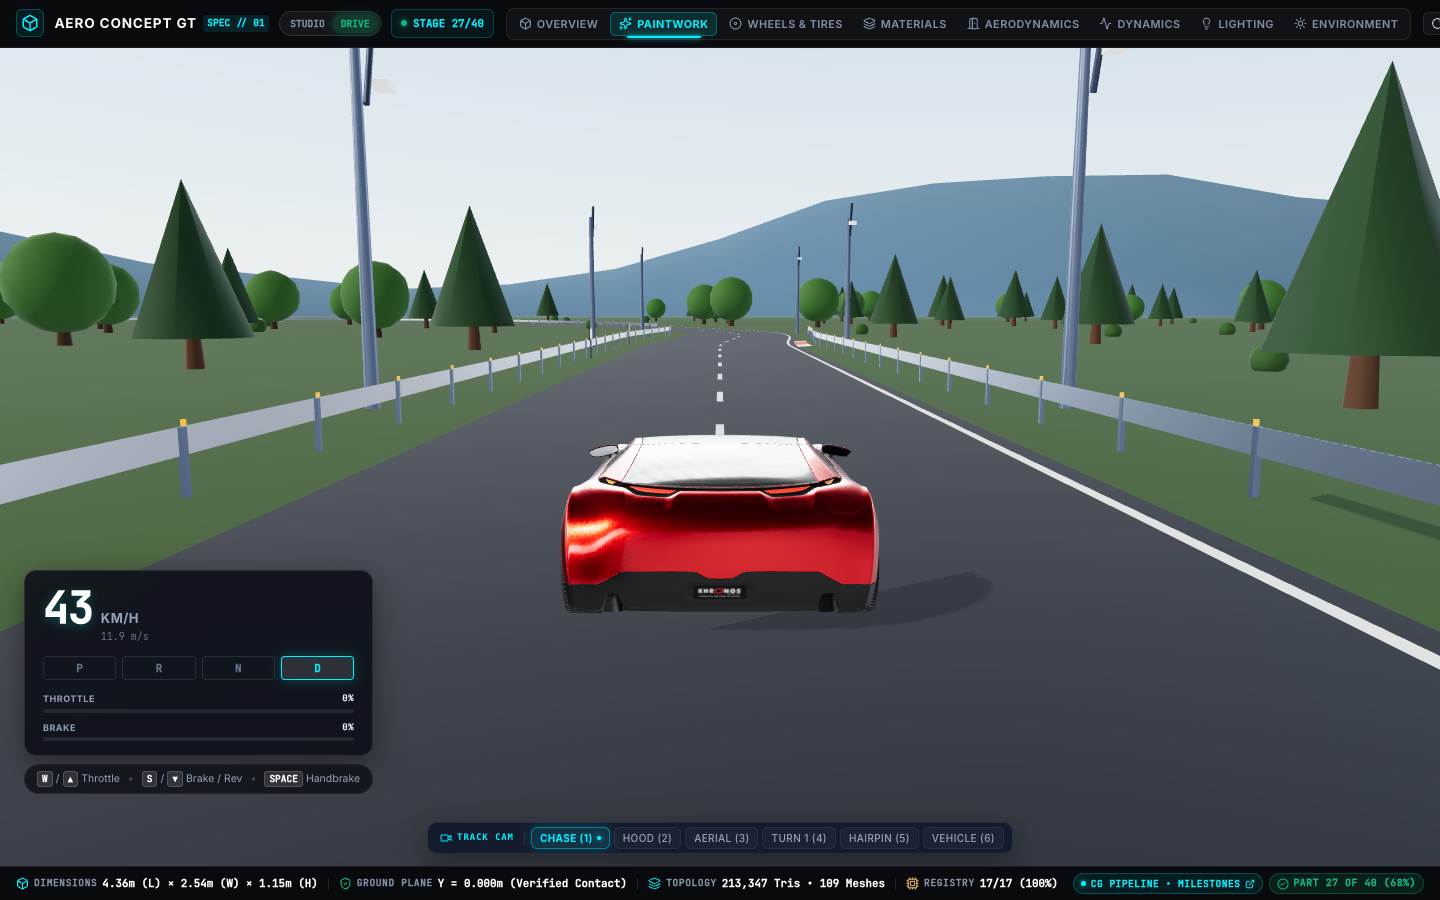 AERO CONCEPT GT SPEC // 01 STUDIO DRIVE STAGE 27/40 OVERVIEW PAINTWORK WHEELS & TIRES MATERIALS AERODYNAMICS DYNAMICS LIGHTING ENVIRONMENT
KHRONOS
43 KM/H
11.9 m/s
P R N D
THROTTLE 0%
BRAKE 0%
W / ▲ Throttle • S / ▼ Brake / Rev • SPACE Handbrake
TRACK CAM CHASE (1) HOOD (2) AERIAL (3) TURN 1 (4) HAIRPIN (5) VEHICLE (6)
DIMENSIONS 4.36m (L) × 2.54m (W) × 1.15m (H) GROUND PLANE Y = 0.000m (Verified Contact) TOPOLOGY 213,347 Tris • 109 Meshes REGISTRY 17/17 (100%) CG PIPELINE • MILESTONES PART 27 OF 40 (68%)